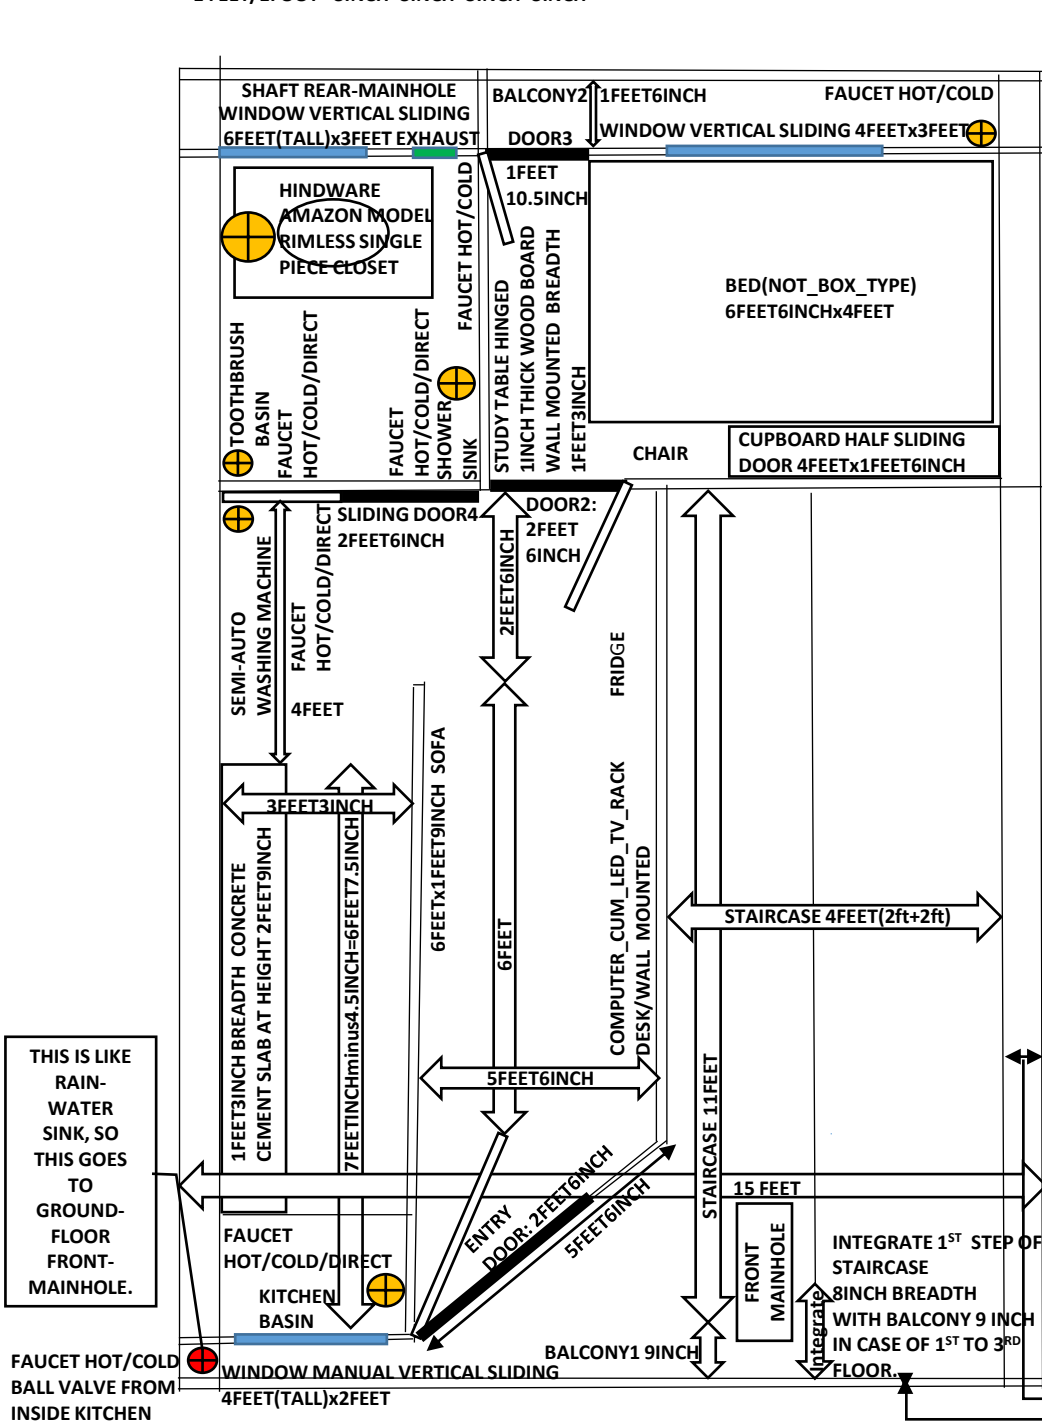 SHAFT REAR-MAINHOLE
WINDOW VERTICAL SLIDING
6FEET(TALL)x3FEET EXHAUST
BALCONY2
1FEET6INCH
FAUCET HOT/COLD
WINDOW VERTICAL SLIDING 4FEETx3FEET
DOOR3
1FEET
10.5INCH
HINDWARE
AMAZON MODEL
RIMLESS SINGLE
PIECE CLOSET
FAUCET HOT/COLD
STUDY TABLE HINGED
1INCH THICK WOOD BOARD
WALL MOUNTED BREADTH
1FEET3INCH
BED(NOT_BOX_TYPE)
6FEET6INCHx4FEET
TOOTHBRUSH
BASIN
FAUCET
HOT/COLD/DIRECT
FAUCET
HOT/COLD/DIRECT
SHOWER
SINK
CHAIR
CUPBOARD HALF SLIDING
DOOR 4FEETx1FEET6INCH
SLIDING DOOR4
2FEET6INCH
DOOR2:
2FEET
6INCH
2FEET6INCH
SEMI-AUTO
WASHING MACHINE
FAUCET
HOT/COLD/DIRECT
4FEET
FRIDGE
3FEET3INCH
6FEETx1FEET9INCH SOFA
6FEET
COMPUTER_CUM_LED_TV_RACK
DESK/WALL MOUNTED
STAIRCASE 4FEET(2ft+2ft)
1FEET3INCH BREADTH CONCRETE
CEMENT SLAB AT HEIGHT 2FEET9INCH
7FEETINCHminus4.5INCH=6FEET7.5INCH
5FEET6INCH
STAIRCASE 11FEET
THIS IS LIKE
RAIN-
WATER
SINK, SO
THIS GOES
TO
GROUND-
FLOOR
FRONT-
MAINHOLE.
15 FEET
ENTRY
DOOR: 2FEET6INCH
5FEET6INCH
FAUCET
HOT/COLD/DIRECT
KITCHEN
BASIN
FRONT
MAINHOLE
INTEGRATE 1ST STEP OF
STAIRCASE
8INCH BREADTH
WITH BALCONY 9 INCH
IN CASE OF 1ST TO 3RD
FLOOR.
Integrate
BALCONY1 9INCH
FAUCET HOT/COLD
BALL VALVE FROM
INSIDE KITCHEN
WINDOW MANUAL VERTICAL SLIDING
4FEET(TALL)x2FEET